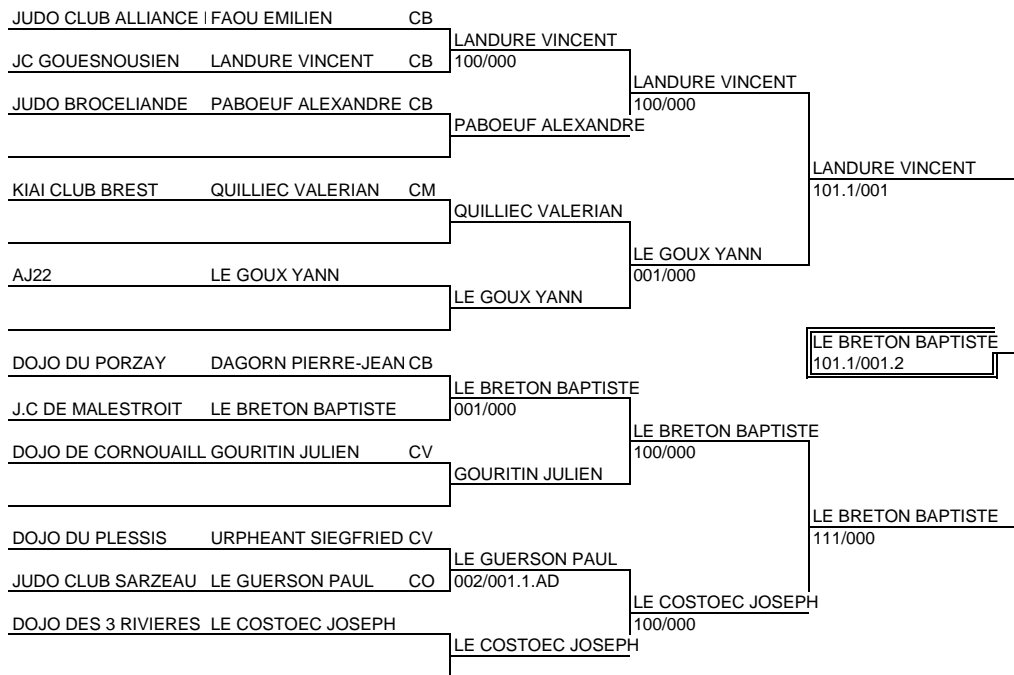 JUDO CLUB ALLIANCE FAOU EMILIEN CB
LANDURE VINCENT
JC GOUESNOUSIEN LANDURE VINCENT CB 100/000
LANDURE VINCENT
JUDO BROCELIANDE PABOEUF ALEXANDRE CB 100/000
PABOEUF ALEXANDRE
LANDURE VINCENT
KIAI CLUB BREST QUILLIEC VALERIAN CM 101.1/001
QUILLIEC VALERIAN
LE GOUX YANN
AJ22 LE GOUX YANN 001/000
LE GOUX YANN
LE BRETON BAPTISTE
DOJO DU PORZAY DAGORN PIERRE-JEAN CB 101.1/001.2
LE BRETON BAPTISTE
J.C DE MALESTROIT LE BRETON BAPTISTE 001/000
LE BRETON BAPTISTE
DOJO DE CORNOUAILL GOURITIN JULIEN CV 100/000
GOURITIN JULIEN
LE BRETON BAPTISTE
DOJO DU PLESSIS URPHEANT SIEGFRIED CV 111/000
LE GUERSON PAUL
JUDO CLUB SARZEAU LE GUERSON PAUL CO 002/001.1.AD
LE COSTOEC JOSEPH
DOJO DES 3 RIVIERES LE COSTOEC JOSEPH 100/000
LE COSTOEC JOSEPH